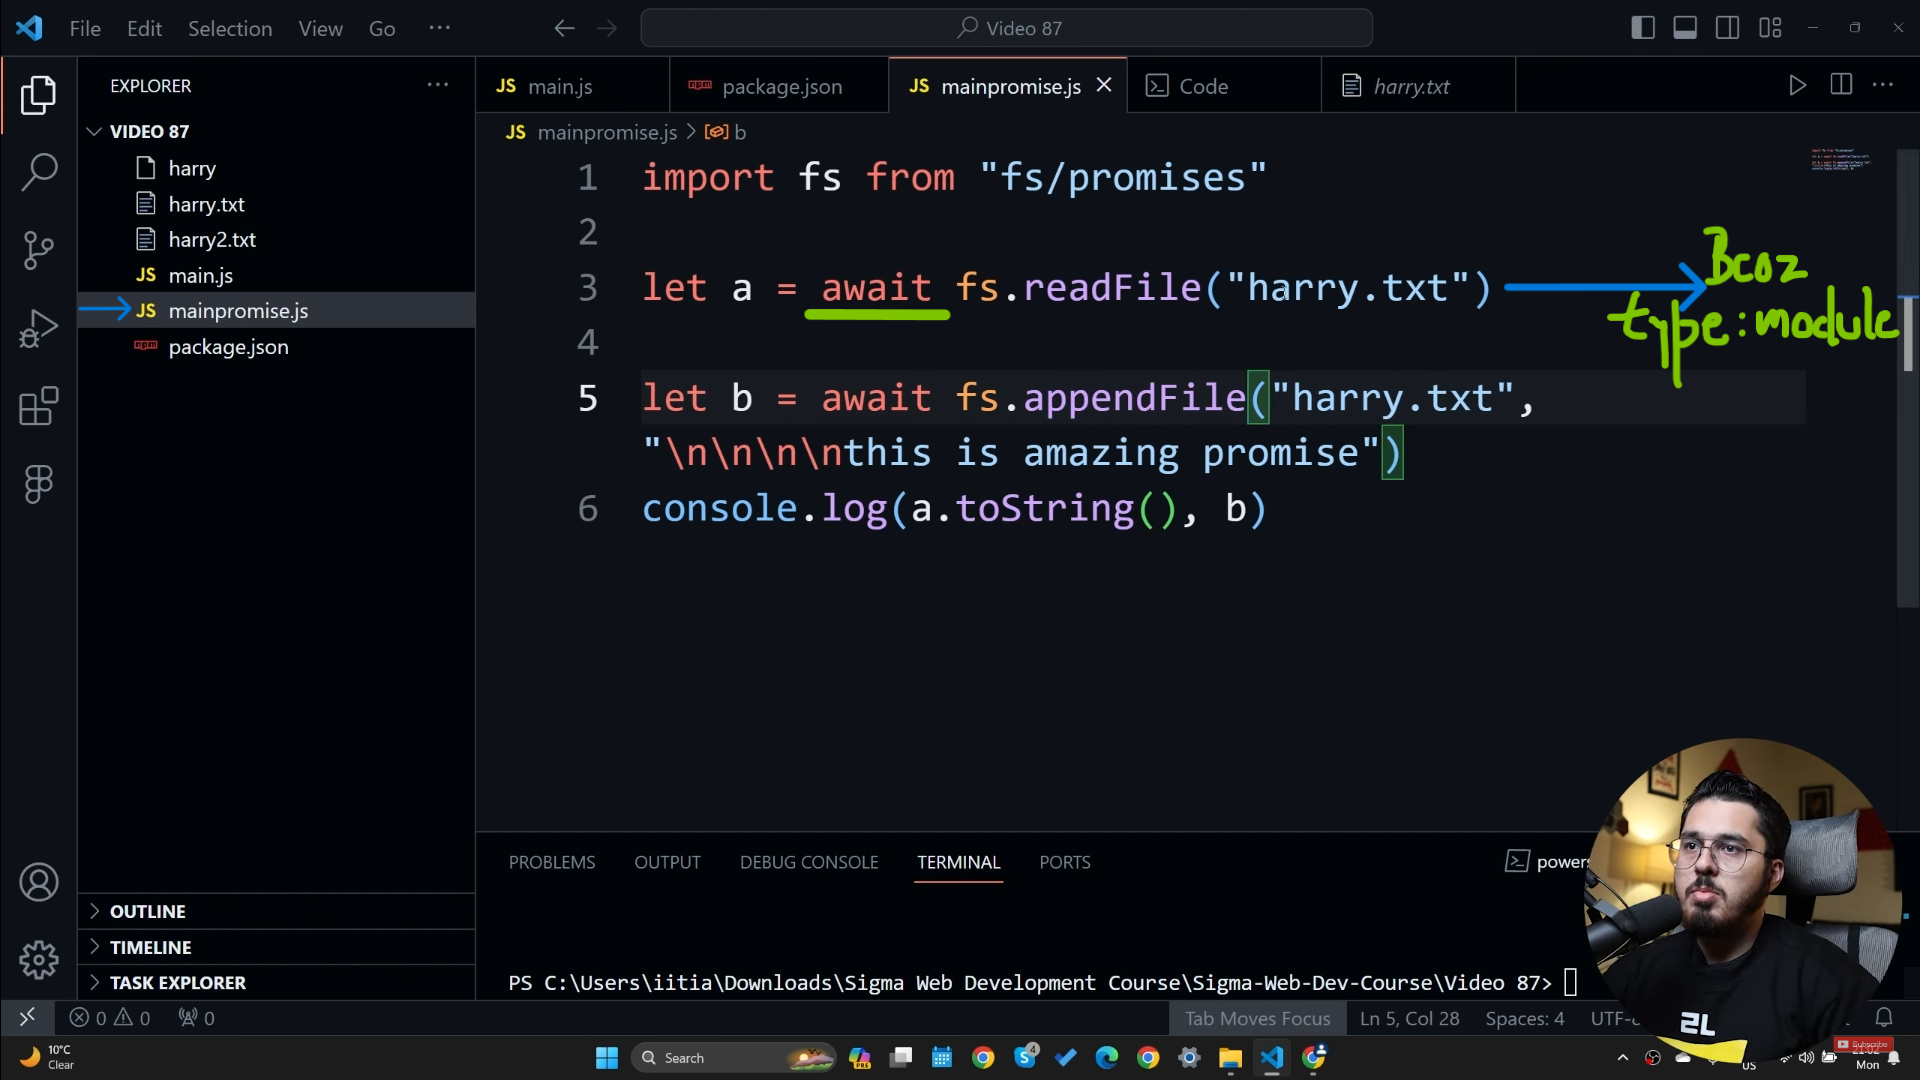 File Edit Selection View Go ···
Video 87
EXPLORER ···
VIDEO 87
harry
harry.txt
harry2.txt
JS main.js
JS mainpromise.js
package.json
OUTLINE
TIMELINE
TASK EXPLORER
JS main.js
package.json
JS mainpromise.js
Code
harry.txt
JS mainpromise.js > b
1 import fs from "fs/promises"
2
3 let a = await fs.readFile("harry.txt")
4
5 let b = await fs.appendFile("harry.txt",
"\n\n\n\nthis is amazing promise")
6 console.log(a.toString(), b)
Bcoz
type:module
PROBLEMS OUTPUT DEBUG CONSOLE TERMINAL PORTS
powers
PS C:\Users\iitia\Downloads\Sigma Web Development Course\Sigma-Web-Dev-Course\Video 87>
0 0 0
Tab Moves Focus Ln 5, Col 28 Spaces: 4 UTF-8
10°C
Clear
Search
PRE
4
US
Mon
Subscribe